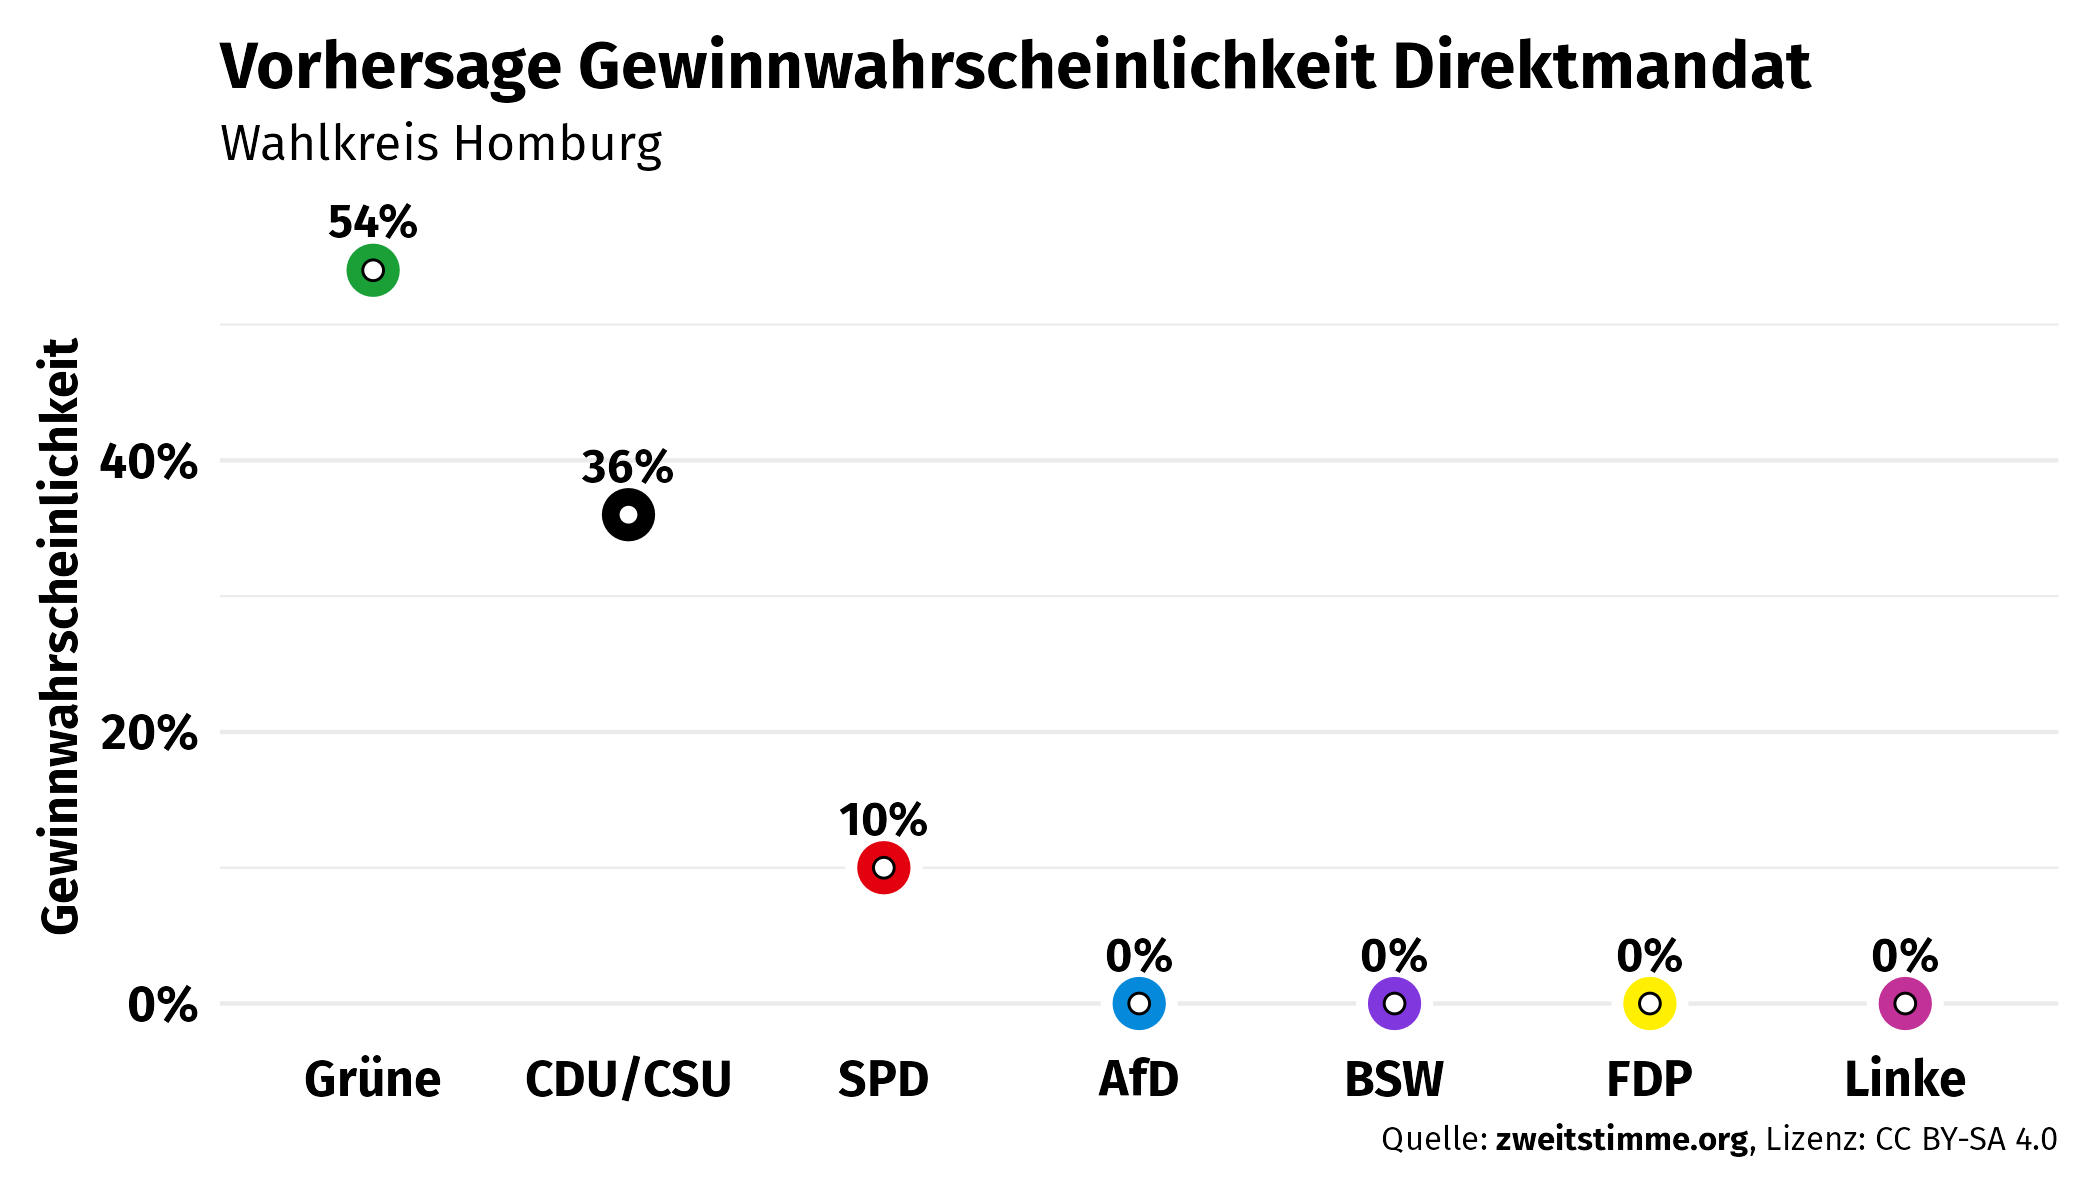 Vorhersage Gewinnwahrscheinlichkeit Direktmandat
Wahlkreis Homburg
Gewinnwahrscheinlichkeit
54%
40%
36%
20%
10%
0%
0%
0%
0%
0%
Grüne
CDU/CSU
SPD
AfD
BSW
FDP
Linke
Quelle: zweitstimme.org, Lizenz: CC BY-SA 4.0